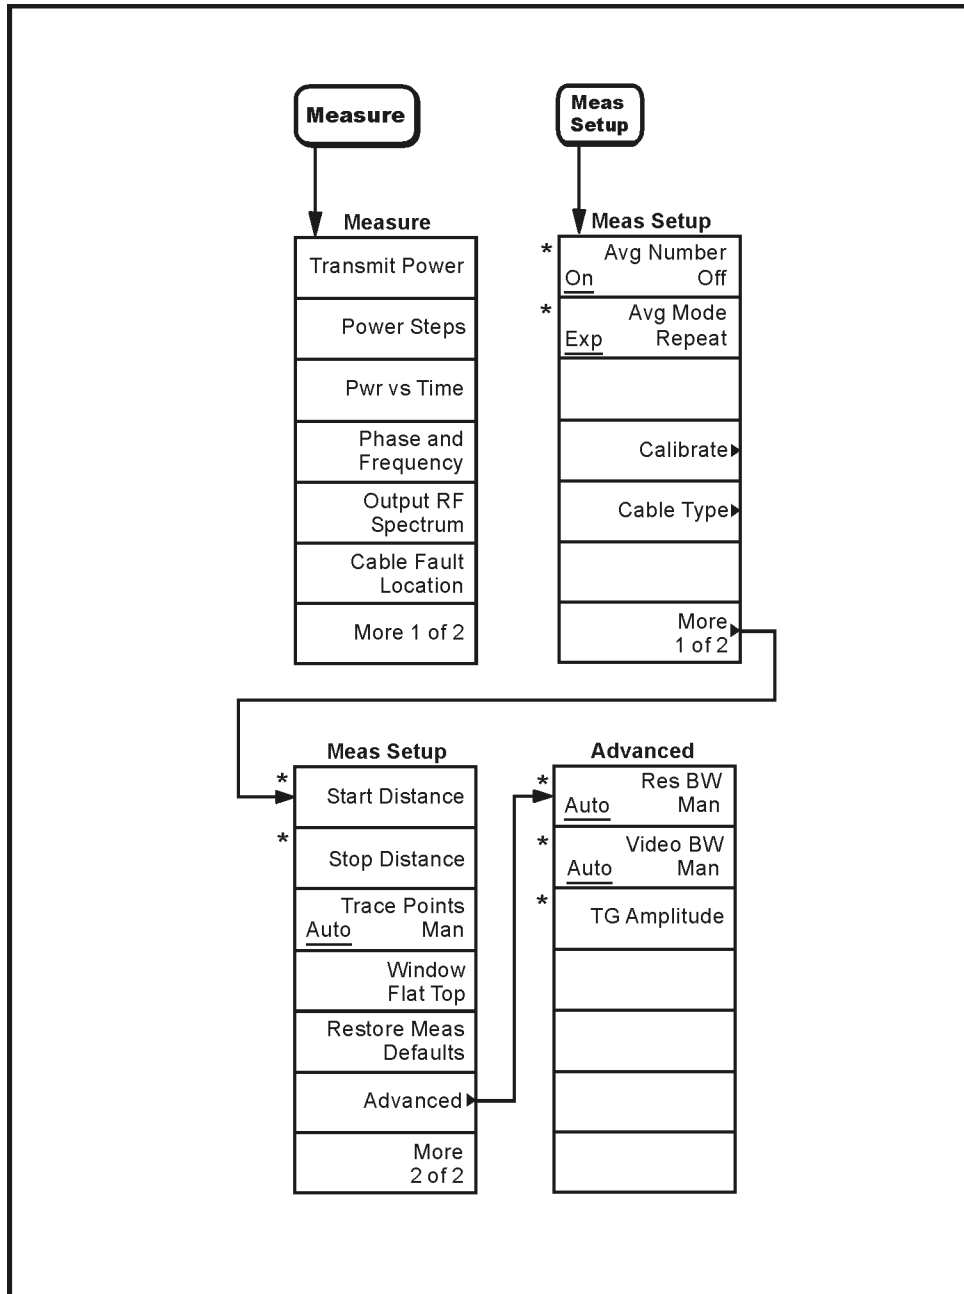 Measure
Measure
Transmit Power
Power Steps
Pwr vs Time
Phase and
Frequency
Output RF
Spectrum
Cable Fault
Location
More 1 of 2
Meas
Setup
Meas Setup
* Avg Number
On Off
* Avg Mode
Exp Repeat
Calibrate
Cable Type
More
1 of 2
Meas Setup
* Start Distance
* Stop Distance
Trace Points
Auto Man
Window
Flat Top
Restore Meas
Defaults
Advanced
More
2 of 2
Advanced
* Res BW
Auto Man
* Video BW
Auto Man
* TG Amplitude